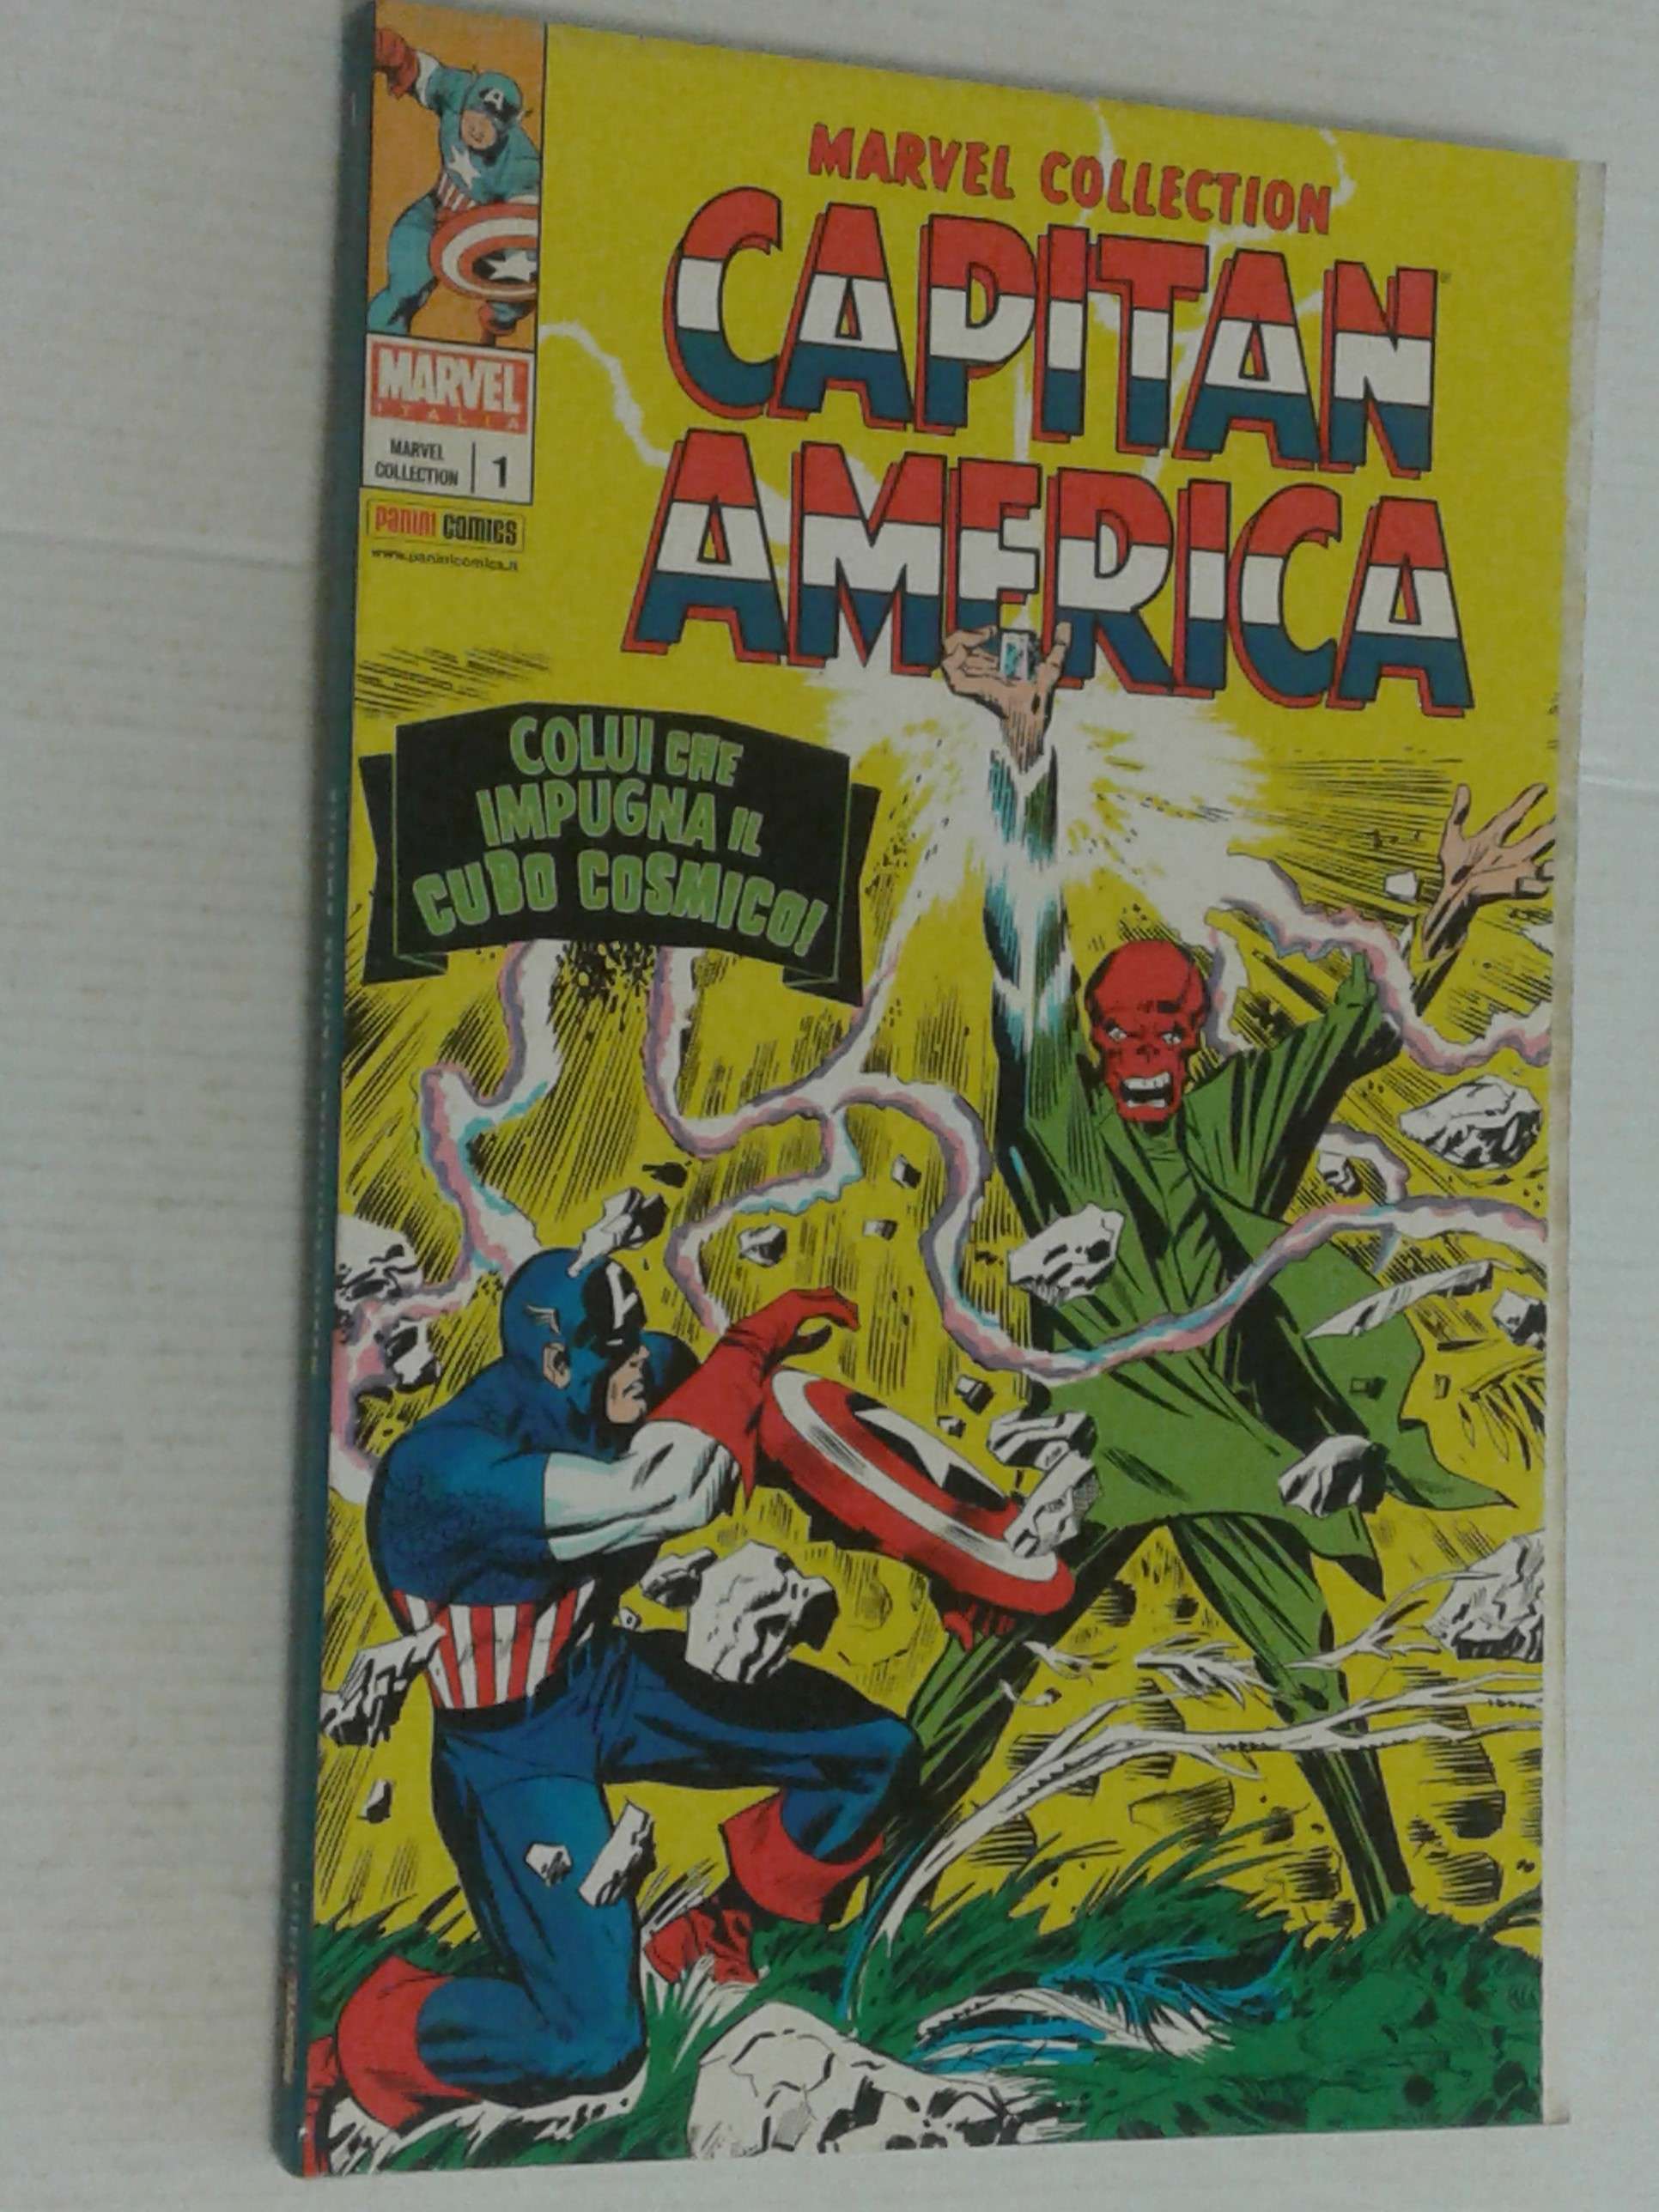 MARVEL COLLECTION
CAPITAN
AMERICA
MARVEL
ITALIA
MARVEL
COLLECTION
1
PANINI COMICS
www.paninicomics.it
COLUI CHE
IMPUGNA IL
CUBO COSMICO!
A
A